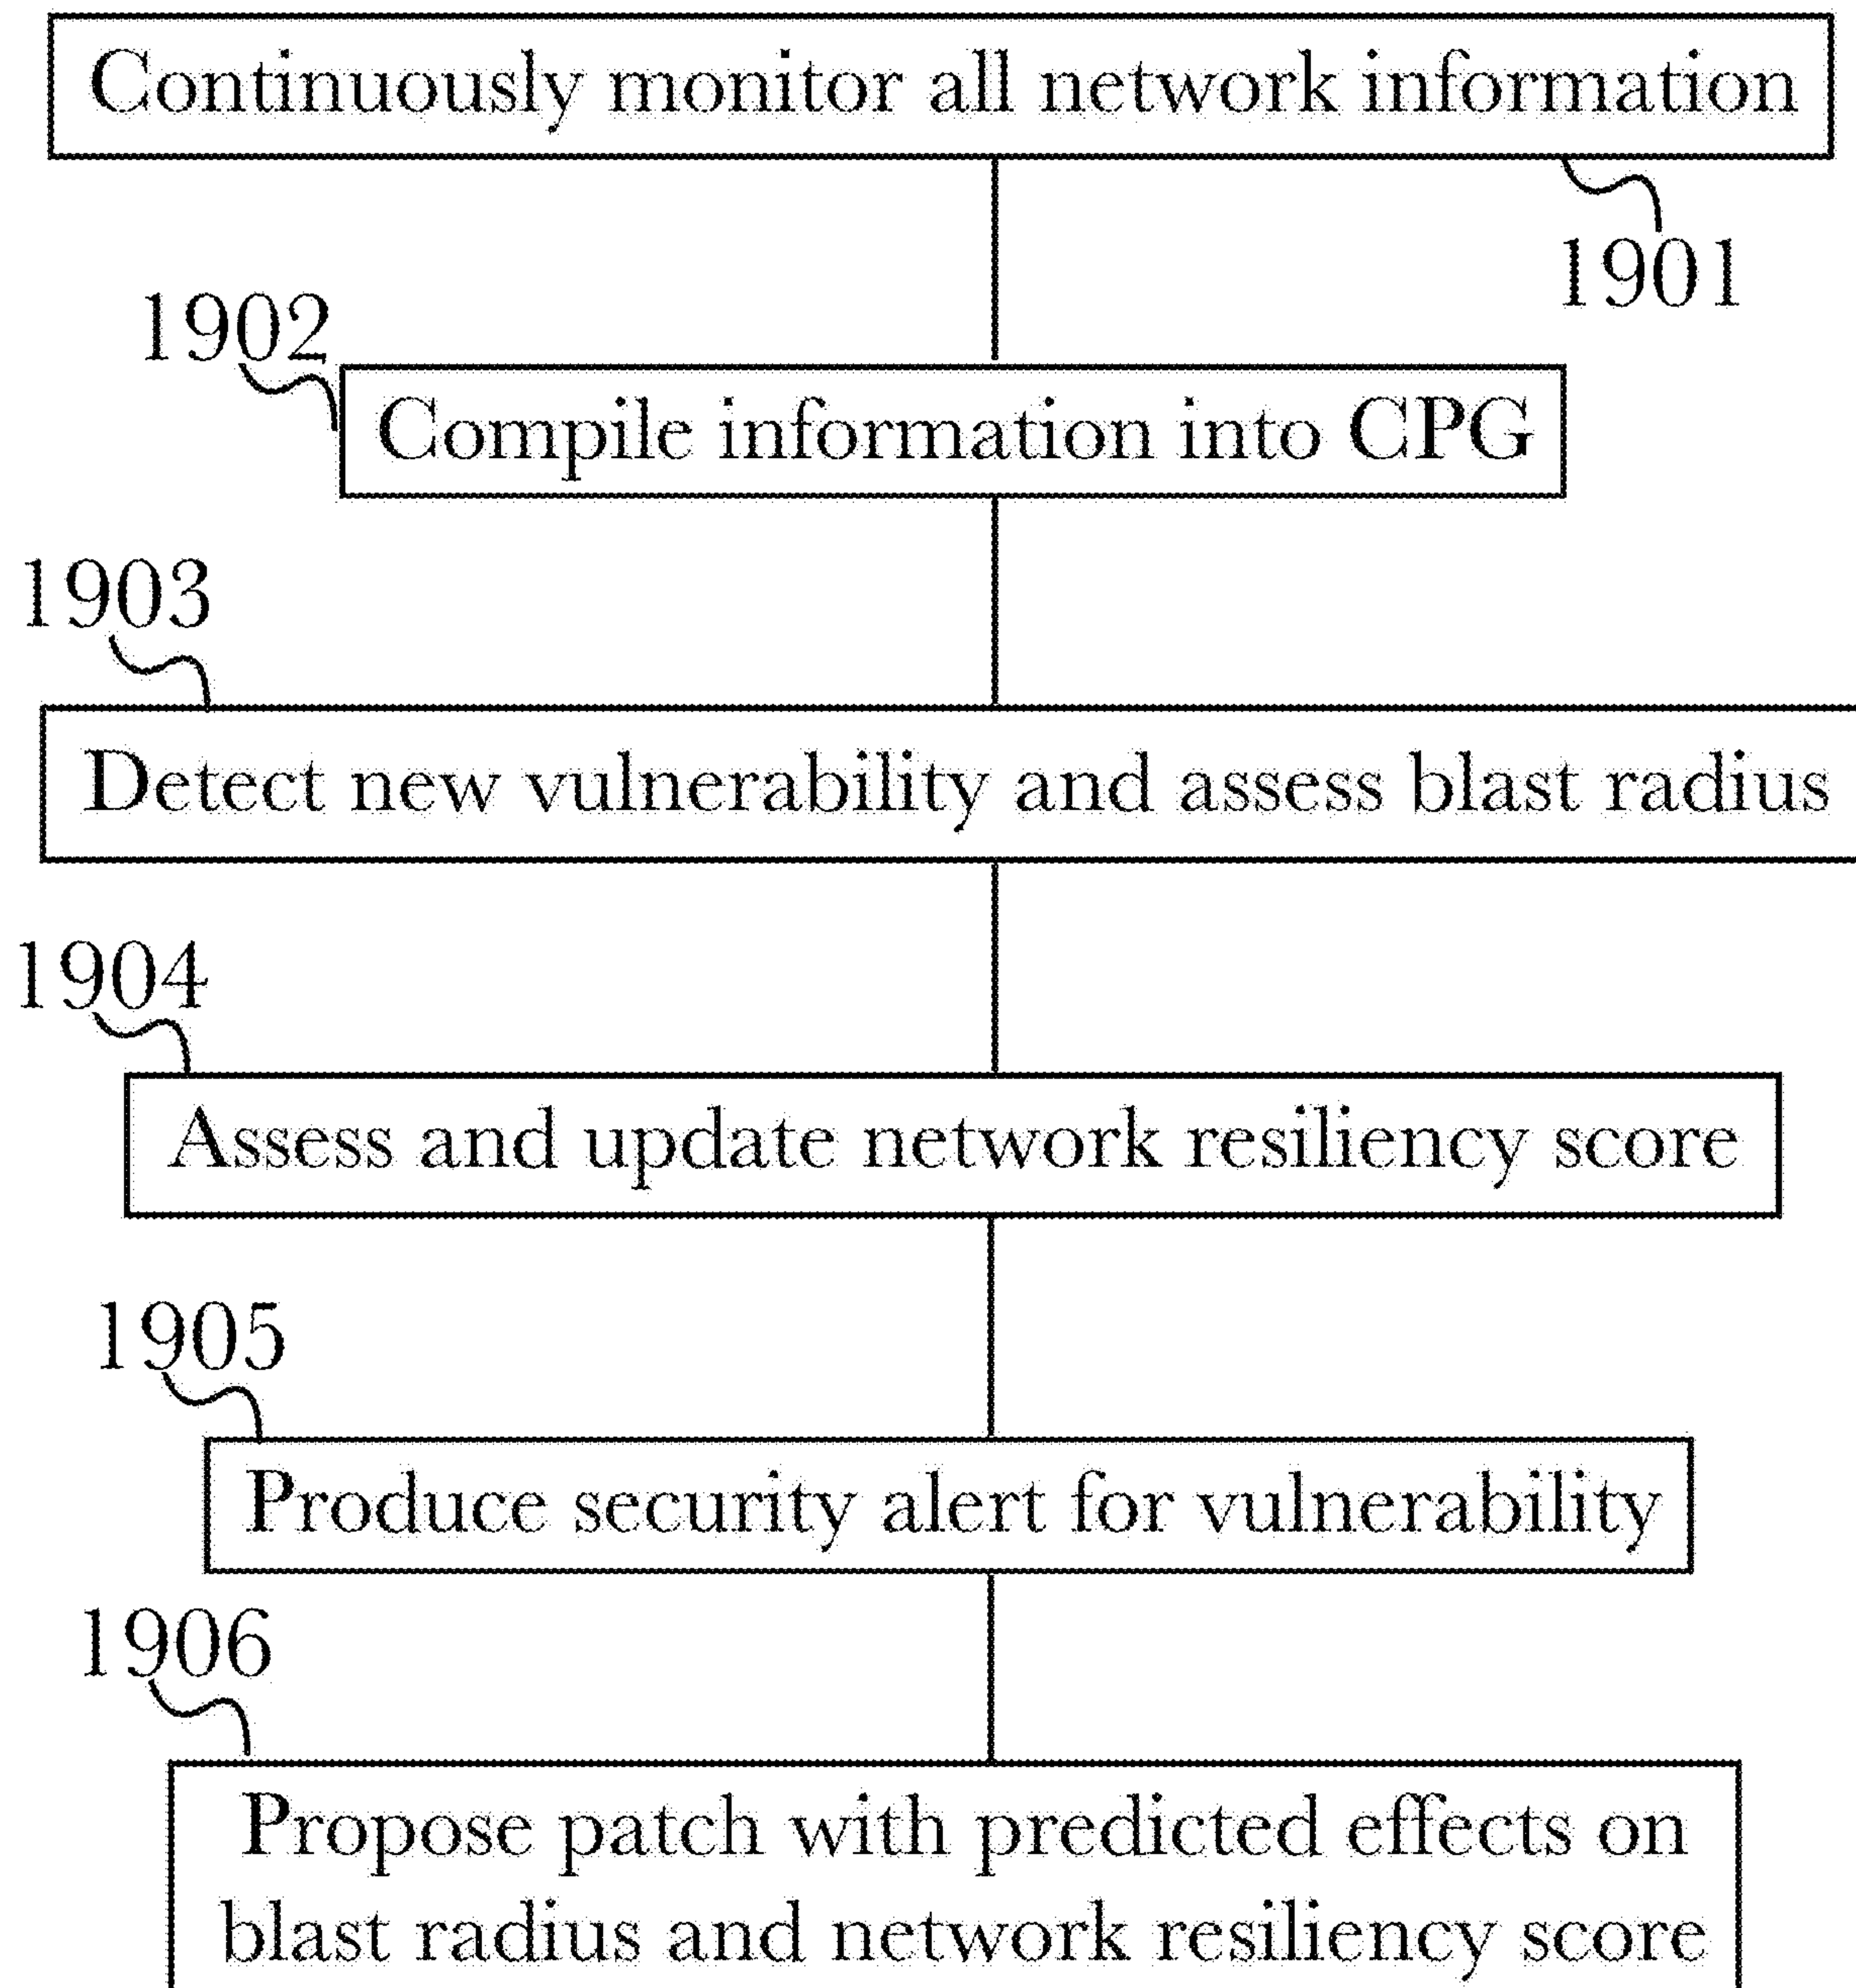 Continuously monitor all network information
1901
1902
Compile information into CPG
1903
Detect new vulnerability and assess blast radius
1904
Assess and update network resiliency score
1905
Produce security alert for vulnerability
1906
Propose patch with predicted effects on
blast radius and network resiliency score